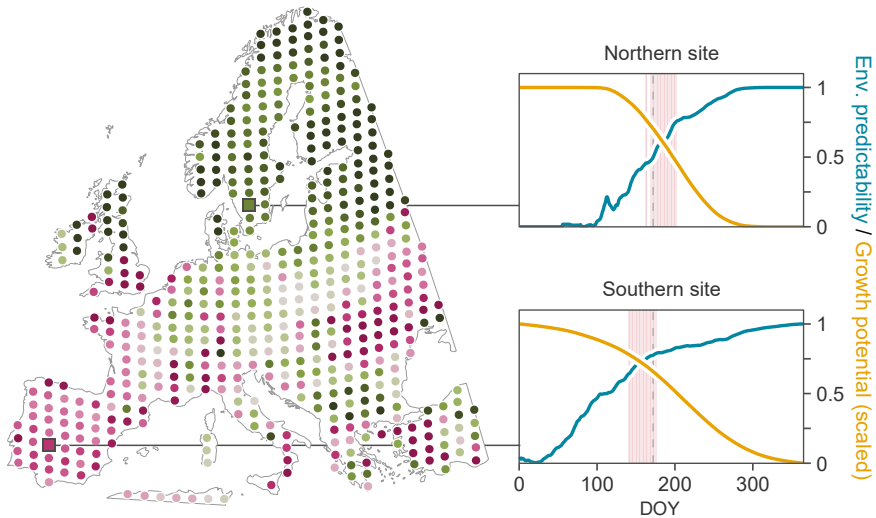 Northern site
1
0.5
0
Southern site
1
0.5
0
0 100 200 300
DOY
Env. predictability / Growth potential (scaled)